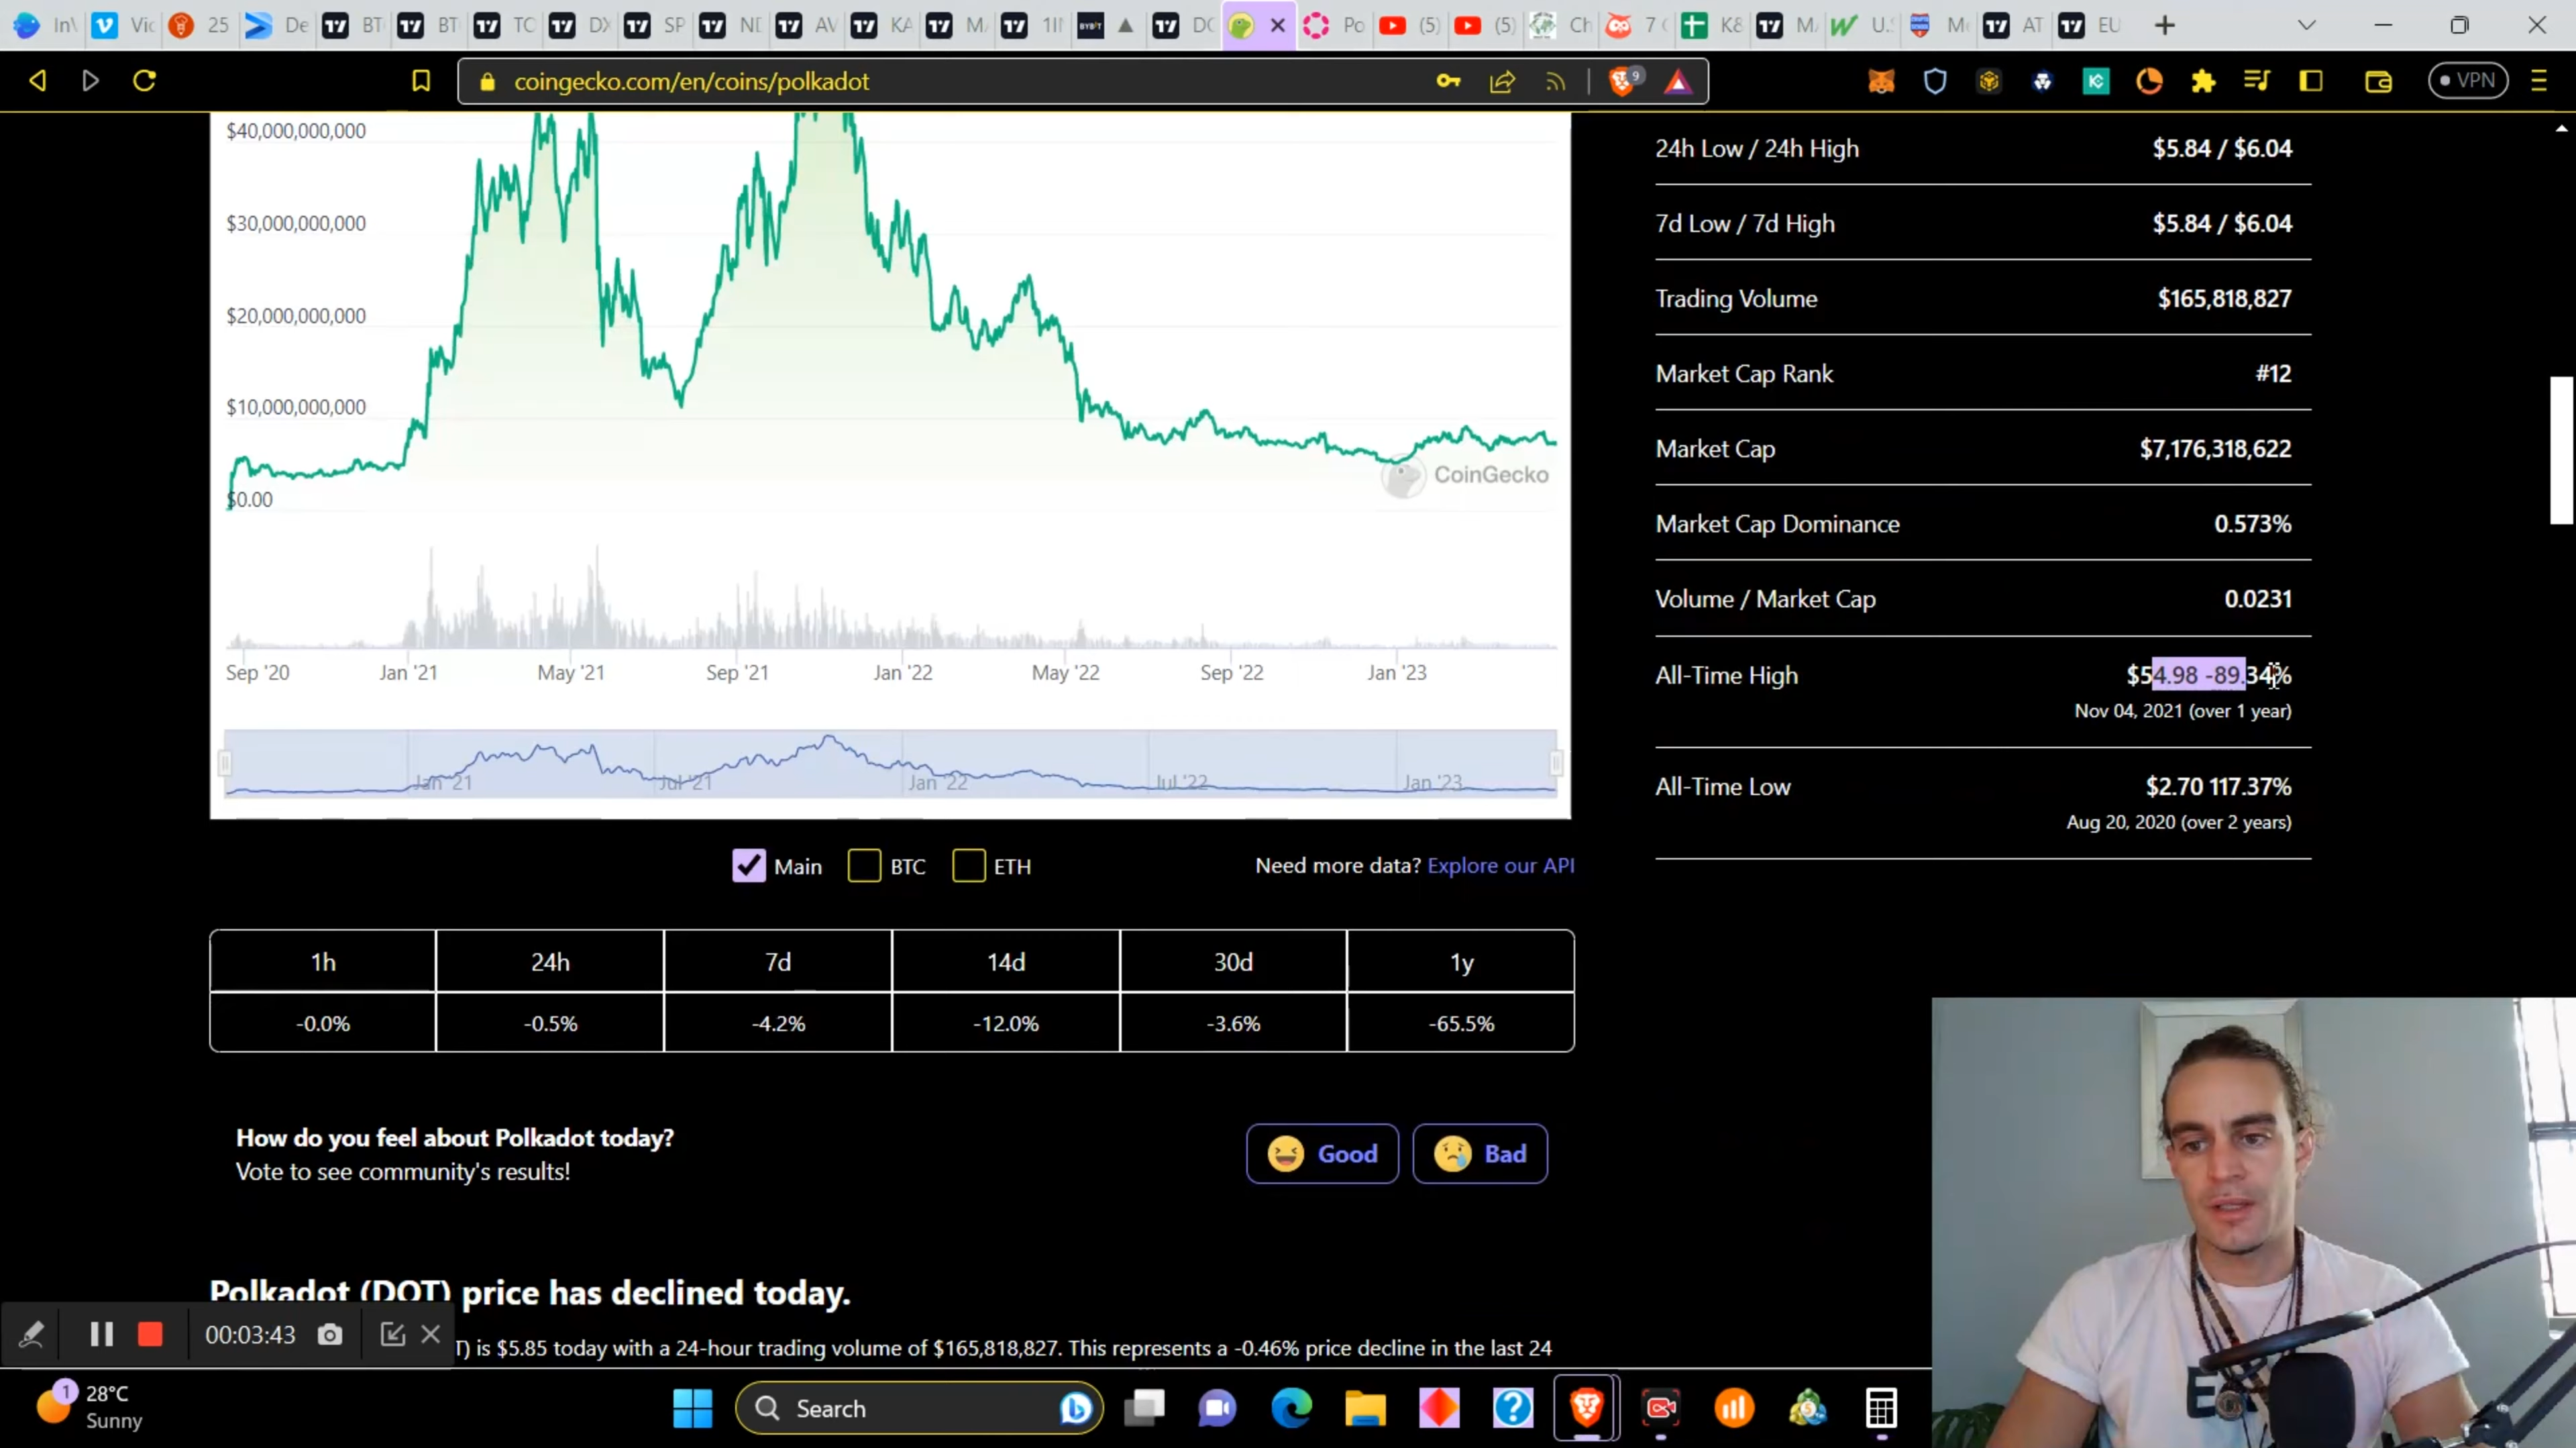 25
BYBIT
(5)
(5)
7
coingecko.com/en/coins/polkadot
9
VPN
$40,000,000,000
$30,000,000,000
$20,000,000,000
$10,000,000,000
$0.00
CoinGecko
Sep '20 Jan '21 May '21 Sep '21 Jan '22 May '22 Sep '22 Jan '23
Jan '21 Jul '21 Jan '22 Jul '22 Jan '23
Main BTC ETH
Need more data? Explore our API
1h 24h 7d 14d 30d 1y
-0.0% -0.5% -4.2% -12.0% -3.6% -65.5%
How do you feel about Polkadot today?
Vote to see community's results!
Good
Bad
Polkadot (DOT) price has declined today.
T) is $5.85 today with a 24-hour trading volume of $165,818,827. This represents a -0.46% price decline in the last 24
24h Low / 24h High $5.84 / $6.04
7d Low / 7d High $5.84 / $6.04
Trading Volume $165,818,827
Market Cap Rank #12
Market Cap $7,176,318,622
Market Cap Dominance 0.573%
Volume / Market Cap 0.0231
All-Time High $54.98 -89.34%
Nov 04, 2021 (over 1 year)
All-Time Low $2.70 117.37%
Aug 20, 2020 (over 2 years)
00:03:43
1
28°C
Sunny
Search